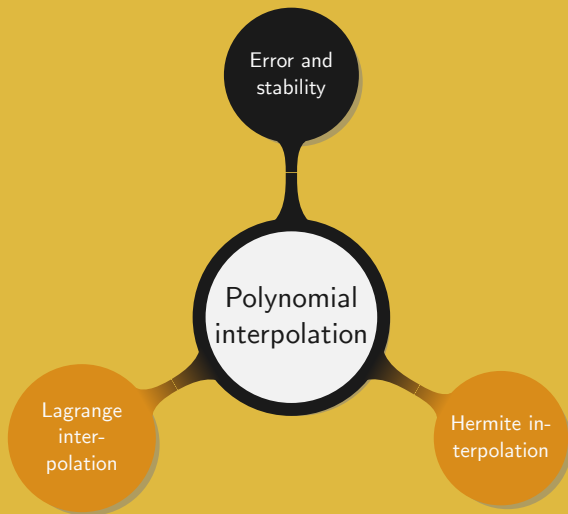 Error and
stability
Polynomial
interpolation
Lagrange
inter-
polation
Hermite in-
terpolation